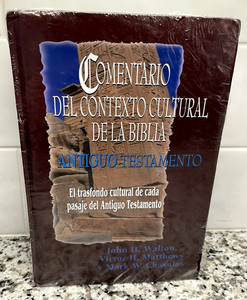 COMENTARIO
DEL CONTEXTO CULTURAL
DE LA BIBLIA
ANTIGUO TESTAMENTO
El trasfondo cultural de cada
pasaje del Antiguo Testamento
John H. Walton,
Victor H. Matthews
y Mark W. Chavalas